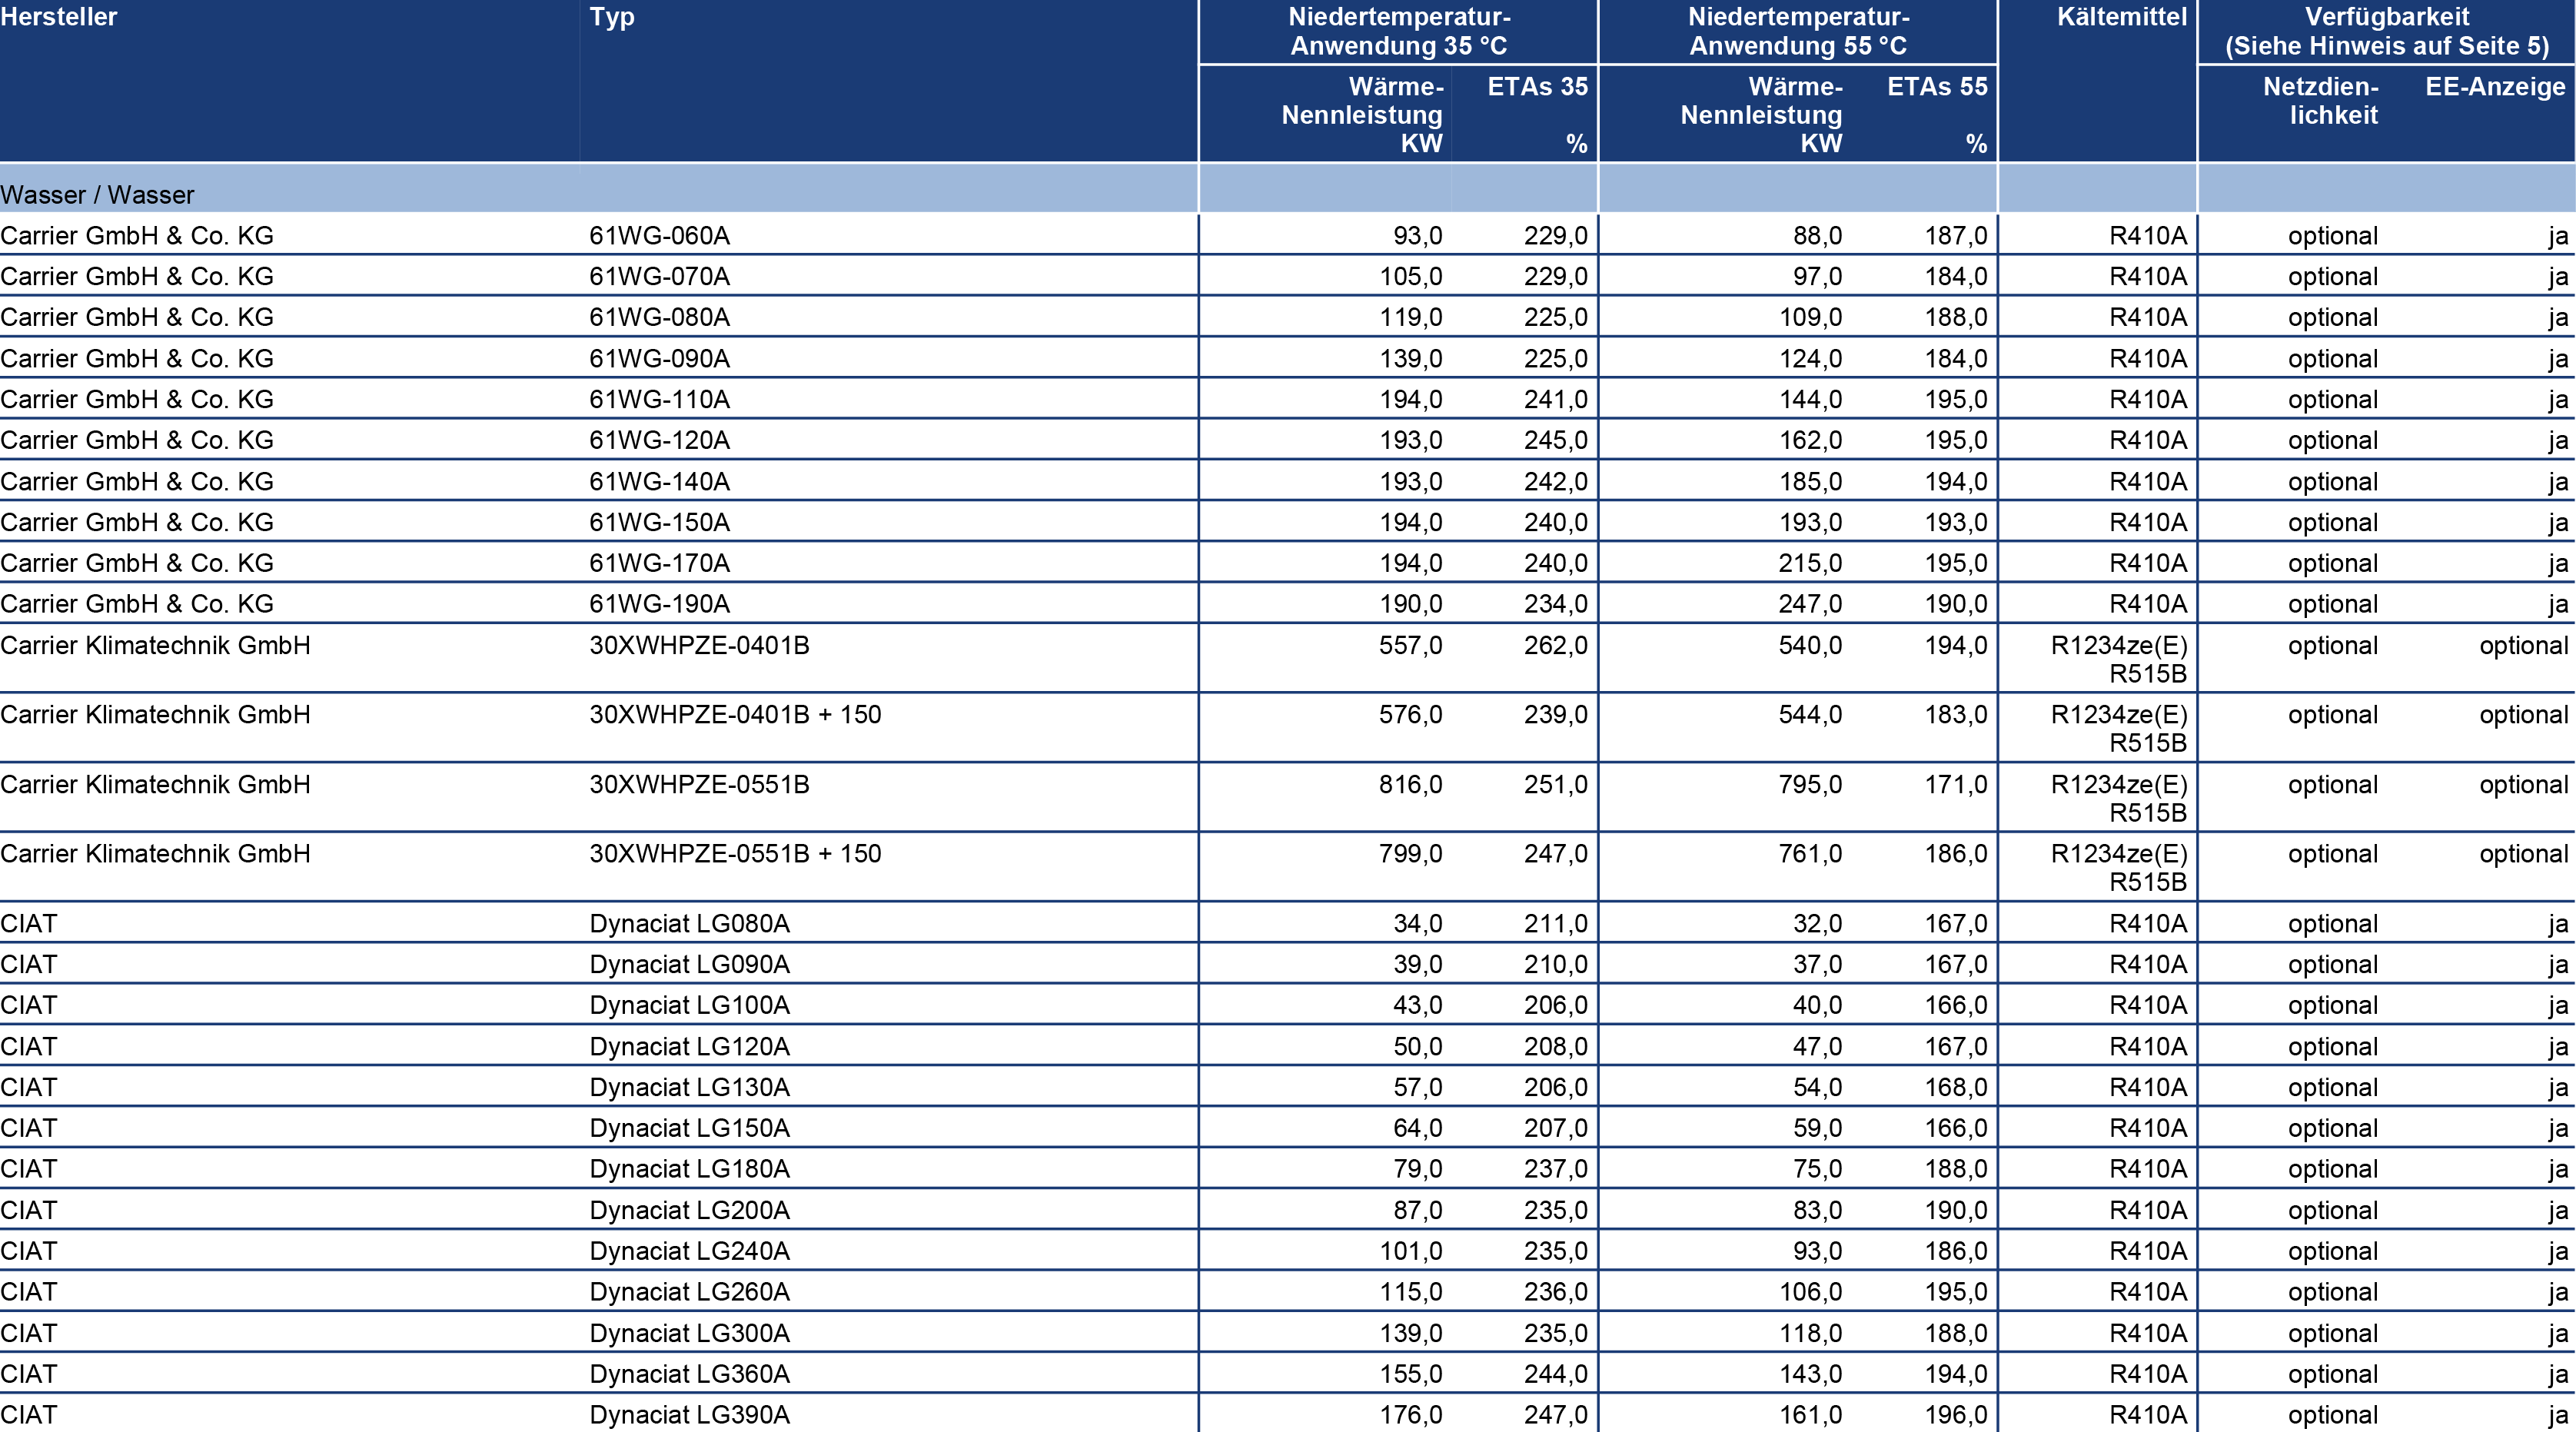 Hersteller Typ Niedertemperatur- Niedertemperatur- Kältemittel Verfügbarkeit
Anwendung 35 °C Anwendung 55 °C (Siehe Hinweis auf Seite 5)
Wärme- ETAs 35 Wärme- ETAs 55 Netzdien- EE-Anzeige
Nennleistung Nennleistung lichkeit
KW % KW %
Wasser / Wasser
Carrier GmbH & Co. KG 61WG-060A 93,0 229,0 88,0 187,0 R410A optional ja
Carrier GmbH & Co. KG 61WG-070A 105,0 229,0 97,0 184,0 R410A optional ja
Carrier GmbH & Co. KG 61WG-080A 119,0 225,0 109,0 188,0 R410A optional ja
Carrier GmbH & Co. KG 61WG-090A 139,0 225,0 124,0 184,0 R410A optional ja
Carrier GmbH & Co. KG 61WG-110A 194,0 241,0 144,0 195,0 R410A optional ja
Carrier GmbH & Co. KG 61WG-120A 193,0 245,0 162,0 195,0 R410A optional ja
Carrier GmbH & Co. KG 61WG-140A 193,0 242,0 185,0 194,0 R410A optional ja
Carrier GmbH & Co. KG 61WG-150A 194,0 240,0 193,0 193,0 R410A optional ja
Carrier GmbH & Co. KG 61WG-170A 194,0 240,0 215,0 195,0 R410A optional ja
Carrier GmbH & Co. KG 61WG-190A 190,0 234,0 247,0 190,0 R410A optional ja
Carrier Klimatechnik GmbH 30XWHPZE-0401B 557,0 262,0 540,0 194,0 R1234ze(E) optional optional
R515B
Carrier Klimatechnik GmbH 30XWHPZE-0401B + 150 576,0 239,0 544,0 183,0 R1234ze(E) optional optional
R515B
Carrier Klimatechnik GmbH 30XWHPZE-0551B 816,0 251,0 795,0 171,0 R1234ze(E) optional optional
R515B
Carrier Klimatechnik GmbH 30XWHPZE-0551B + 150 799,0 247,0 761,0 186,0 R1234ze(E) optional optional
R515B
CIAT Dynaciat LG080A 34,0 211,0 32,0 167,0 R410A optional ja
CIAT Dynaciat LG090A 39,0 210,0 37,0 167,0 R410A optional ja
CIAT Dynaciat LG100A 43,0 206,0 40,0 166,0 R410A optional ja
CIAT Dynaciat LG120A 50,0 208,0 47,0 167,0 R410A optional ja
CIAT Dynaciat LG130A 57,0 206,0 54,0 168,0 R410A optional ja
CIAT Dynaciat LG150A 64,0 207,0 59,0 166,0 R410A optional ja
CIAT Dynaciat LG180A 79,0 237,0 75,0 188,0 R410A optional ja
CIAT Dynaciat LG200A 87,0 235,0 83,0 190,0 R410A optional ja
CIAT Dynaciat LG240A 101,0 235,0 93,0 186,0 R410A optional ja
CIAT Dynaciat LG260A 115,0 236,0 106,0 195,0 R410A optional ja
CIAT Dynaciat LG300A 139,0 235,0 118,0 188,0 R410A optional ja
CIAT Dynaciat LG360A 155,0 244,0 143,0 194,0 R410A optional ja
CIAT Dynaciat LG390A 176,0 247,0 161,0 196,0 R410A optional ja